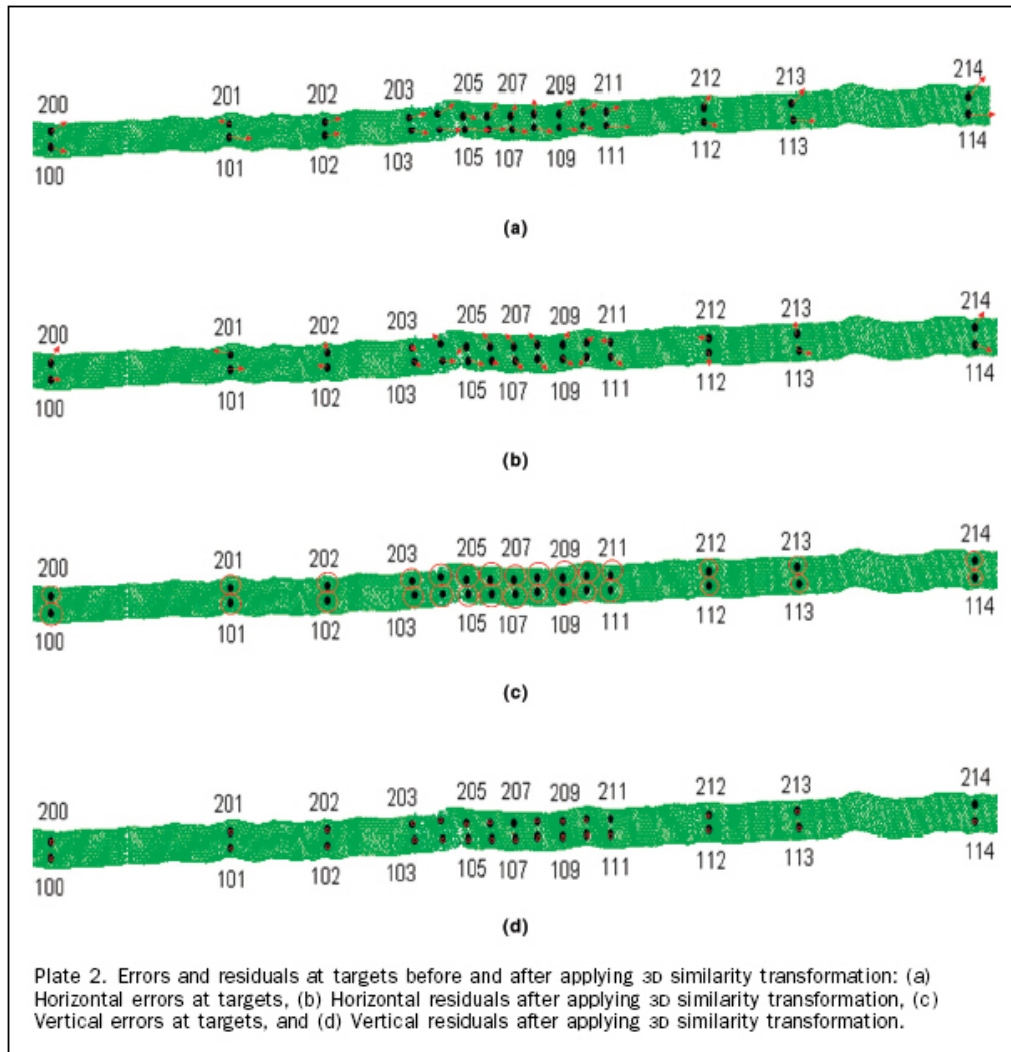 200 201 202 203 205 207 209 211 212 213 214
100 101 102 103 105 107 109 111 112 113 114
(a)
200 201 202 203 205 207 209 211 212 213 214
100 101 102 103 105 107 109 111 112 113 114
(b)
200 201 202 203 205 207 209 211 212 213 214
100 101 102 103 105 107 109 111 112 113 114
(c)
200 201 202 203 205 207 209 211 212 213 214
100 101 102 103 105 107 109 111 112 113 114
(d)
Plate 2. Errors and residuals at targets before and after applying 3D similarity transformation: (a)
Horizontal errors at targets, (b) Horizontal residuals after applying 3D similarity transformation, (c)
Vertical errors at targets, and (d) Vertical residuals after applying 3D similarity transformation.